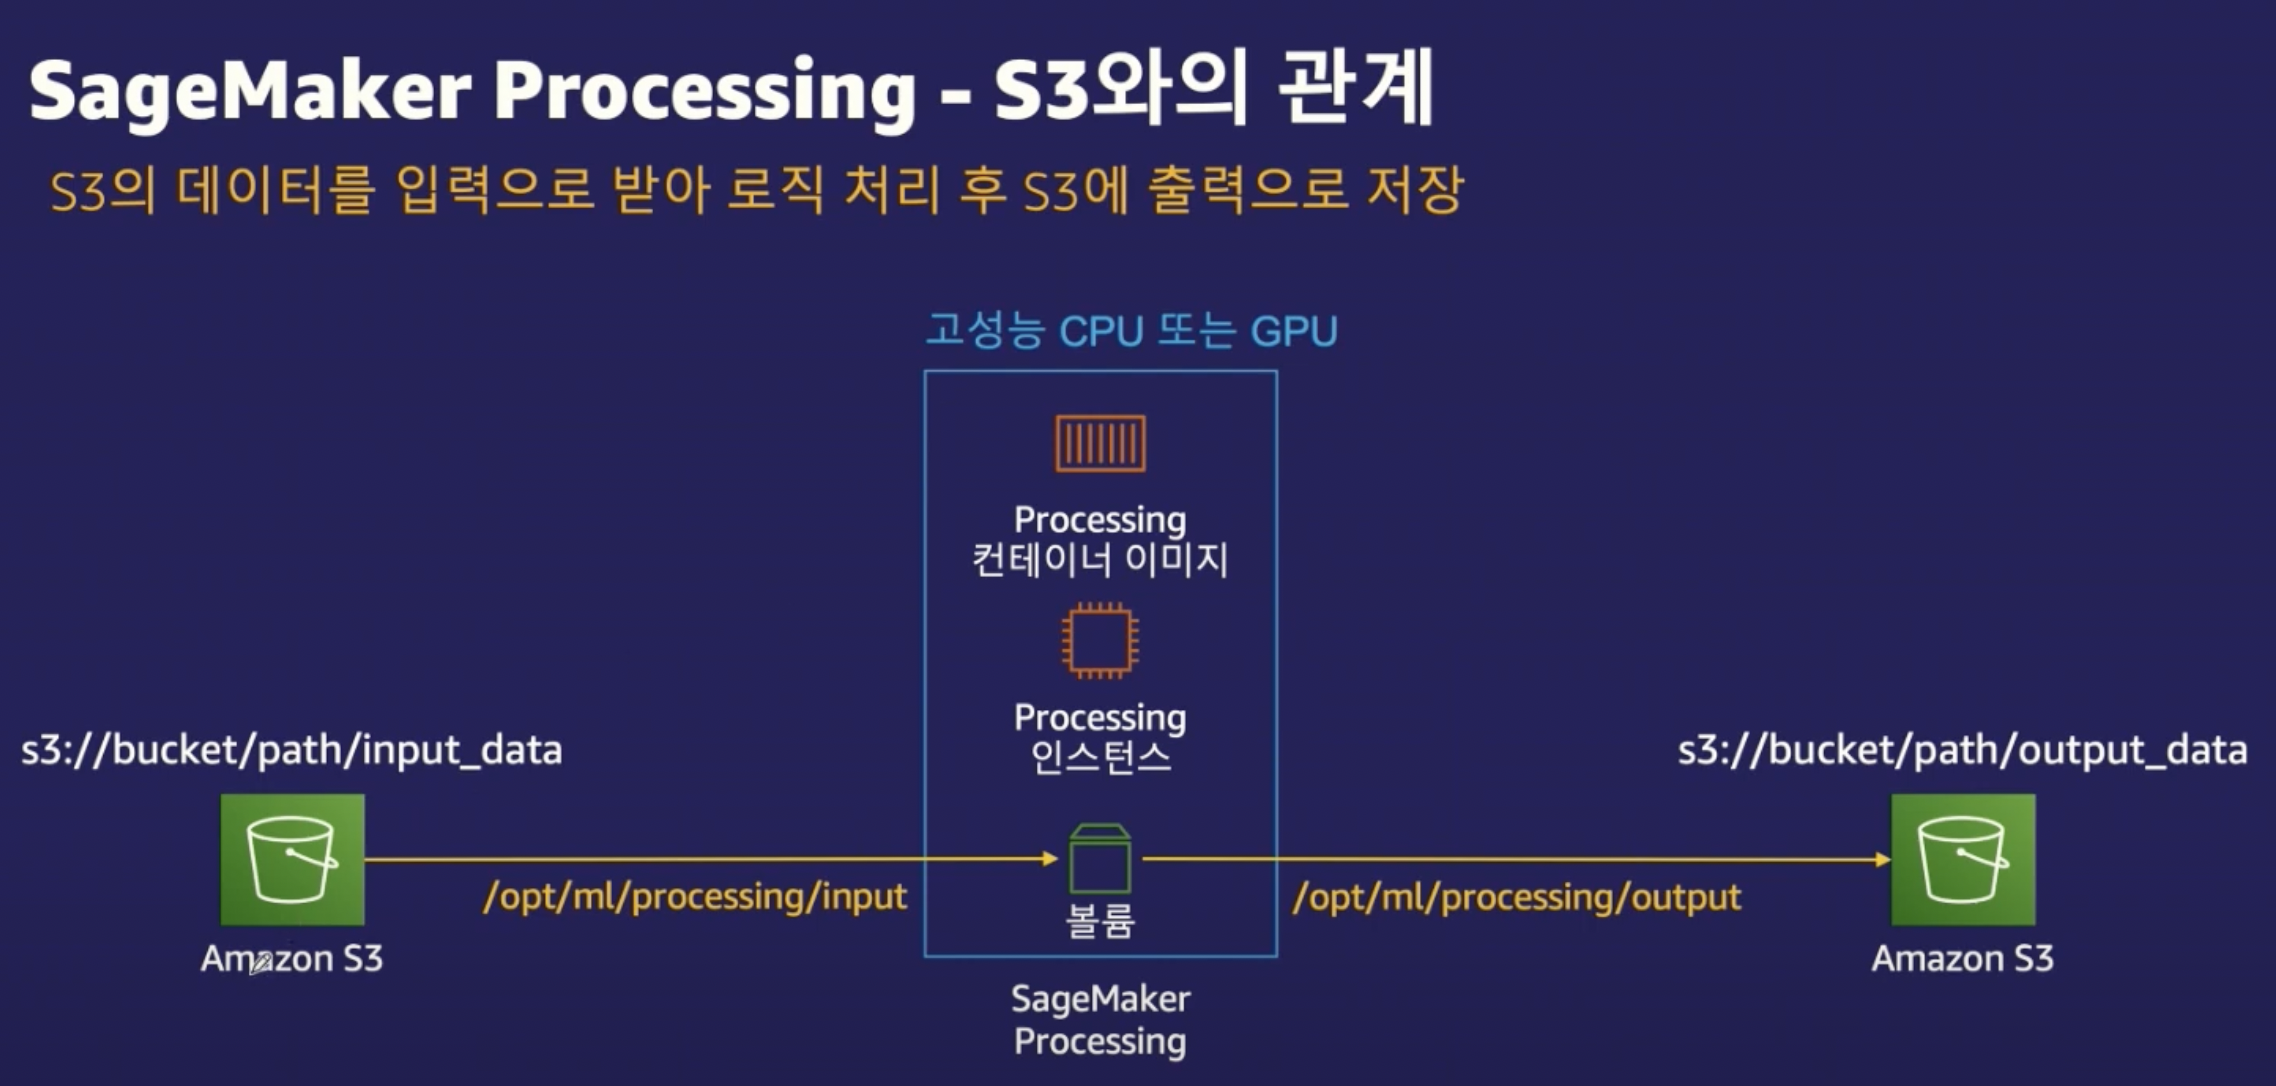 SageMaker Processing - S3와의 관계
S3의 데이터를 입력으로 받아 로직 처리 후 S3에 출력으로 저장
고성능 CPU 또는 GPU
Processing
컨테이너 이미지
Processing
인스턴스
s3://bucket/path/input_data
s3://bucket/path/output_data
/opt/ml/processing/input
/opt/ml/processing/output
볼륨
Amazon S3
Amazon S3
SageMaker
Processing